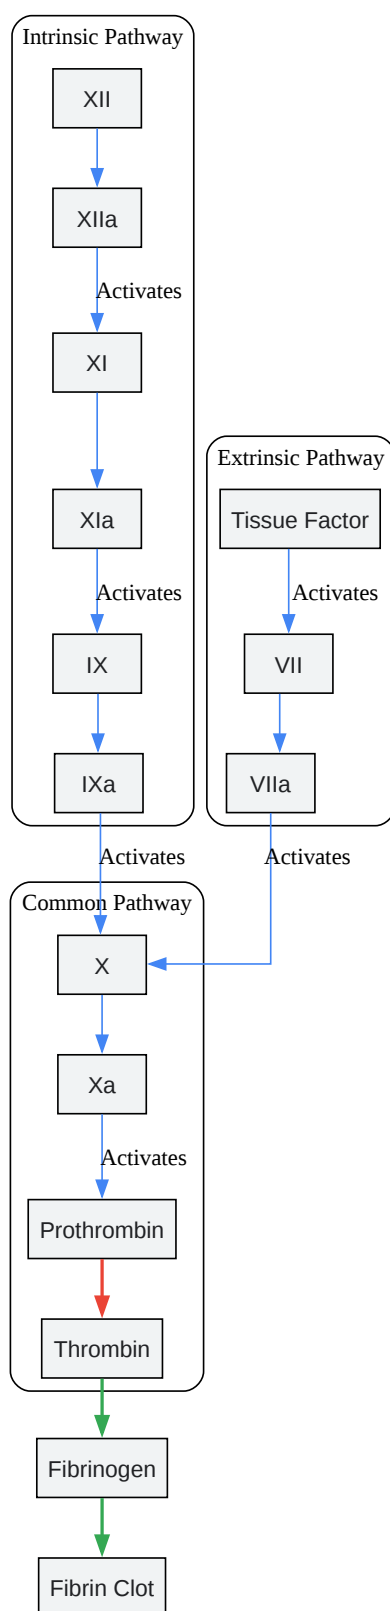 Intrinsic Pathway
XII
XIIa
Activates
XI
XIa
Activates
IX
IXa
Extrinsic Pathway
Tissue Factor
Activates
VII
VIIa
Activates
Activates
Common Pathway
X
Xa
Activates
Prothrombin
Thrombin
Fibrinogen
Fibrin Clot